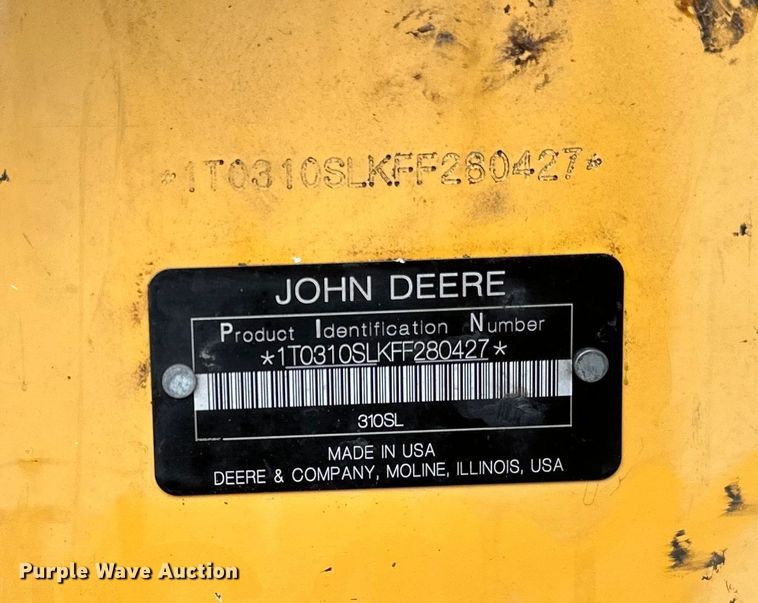 *1T0310SLKFF280427*
JOHN DEERE
Product Identification Number
*1T0310SLKFF280427*
310SL
MADE IN USA
DEERE & COMPANY, MOLINE, ILLINOIS, USA
Purple Wave Auction